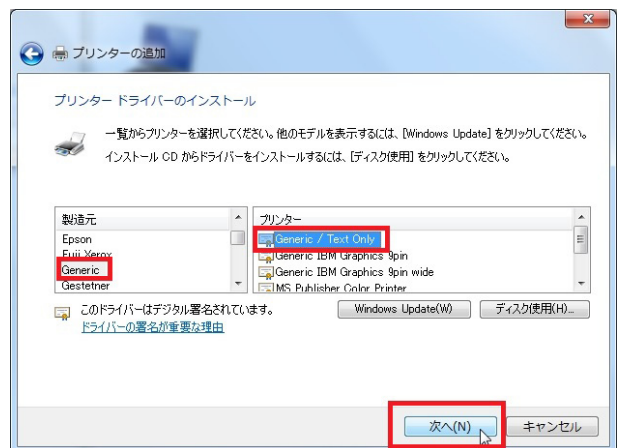 プリンターの追加
プリンター ドライバーのインストール
一覧からプリンターを選択してください。他のモデルを表示するには、[Windows Update] をクリックしてください。
インストール CD からドライバーをインストールするには、[ディスク使用] をクリックしてください。
製造元
Epson
Fuji Xerox
Generic
Gestetner
プリンター
Generic / Text Only
Generic IBM Graphics 9pin
Generic IBM Graphics 9pin wide
MS Publisher Color Printer
このドライバーはデジタル署名されています。
ドライバーの署名が重要な理由
Windows Update(W)
ディスク使用(H)...
次へ(N)
キャンセル